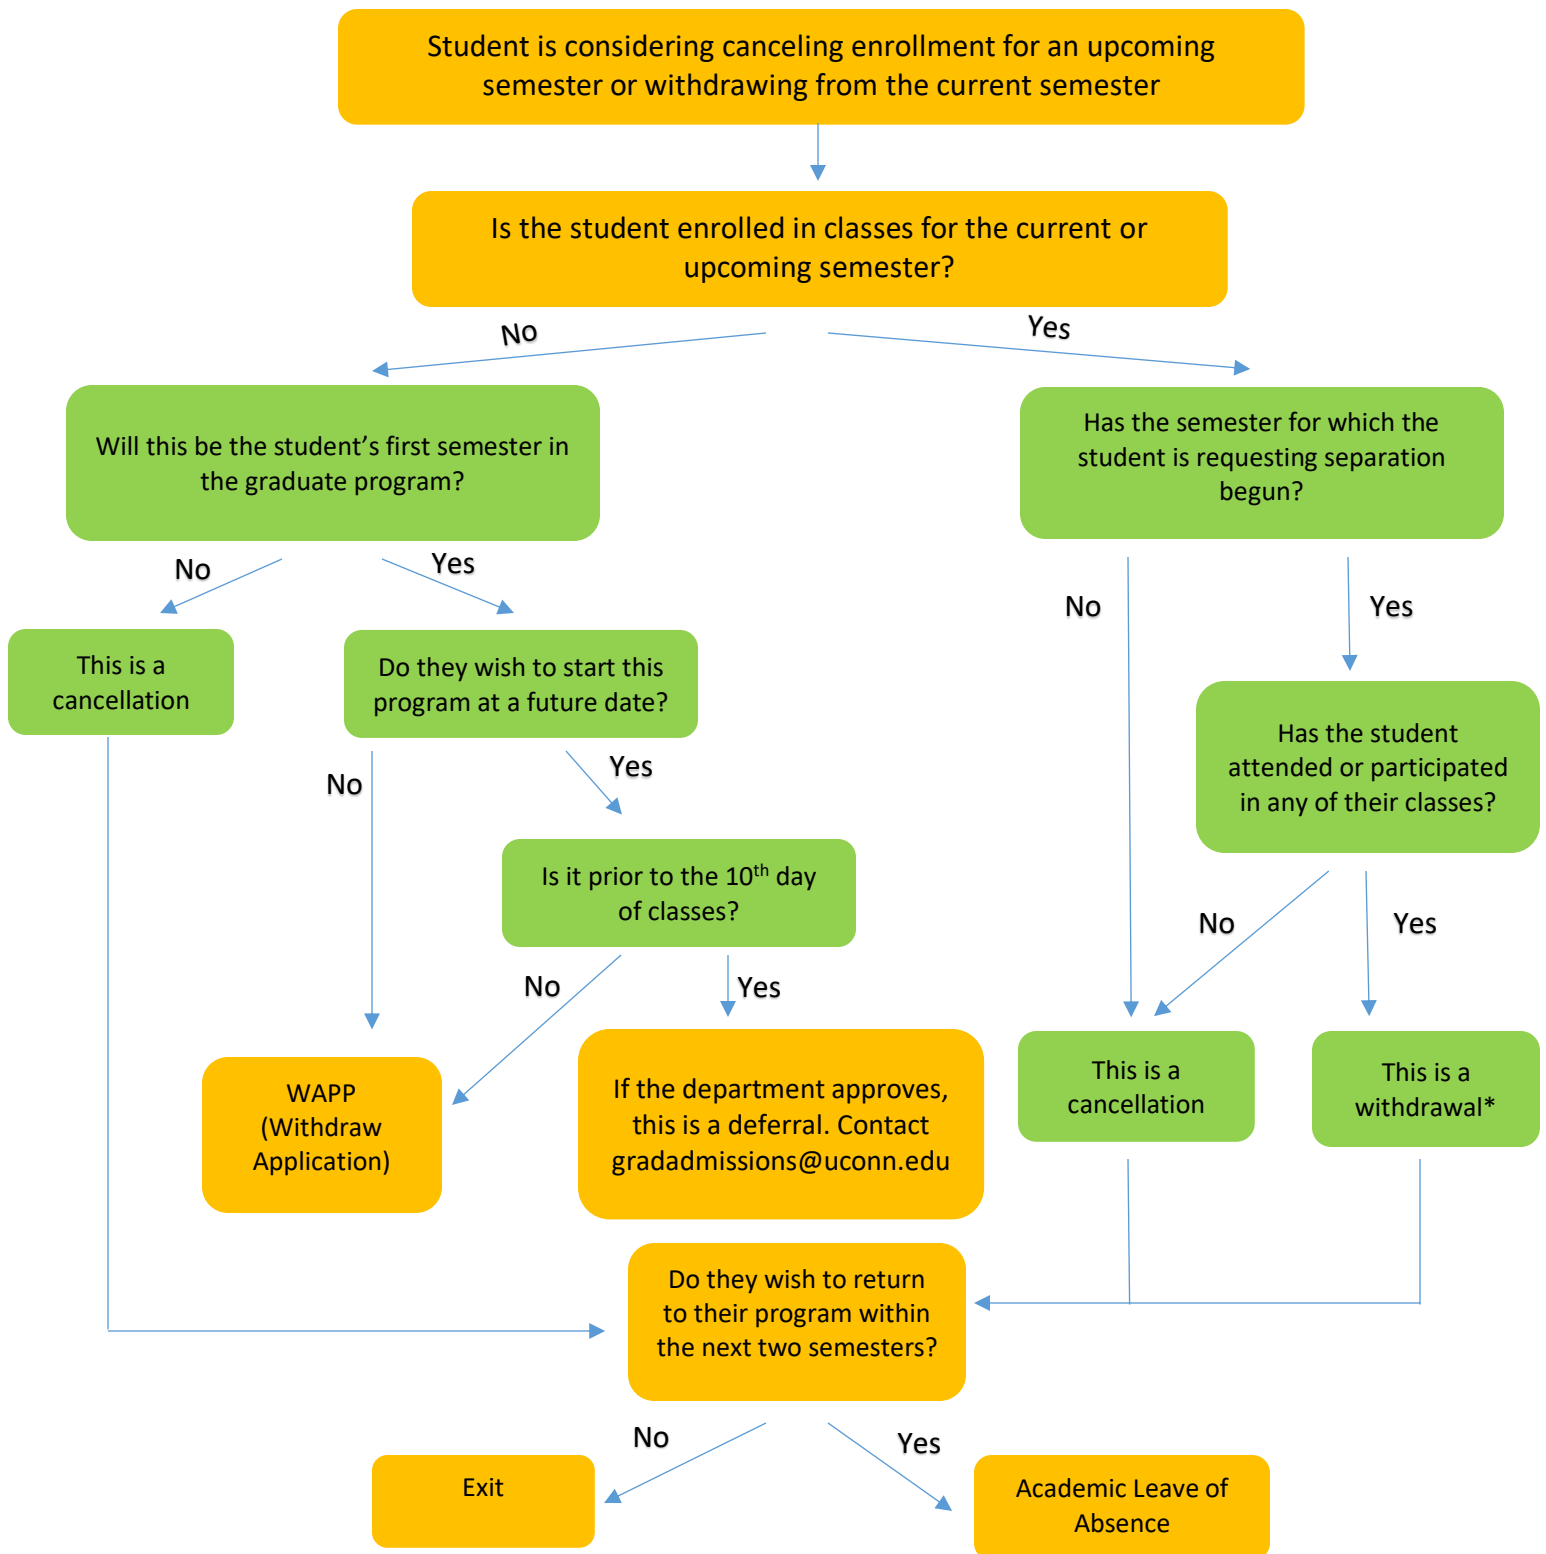 Student is considering canceling enrollment for an upcoming
semester or withdrawing from the current semester
Is the student enrolled in classes for the current or
upcoming semester?
No
Yes
Will this be the student’s first semester in
the graduate program?
Has the semester for which the
student is requesting separation
begun?
No
Yes
No
Yes
This is a
cancellation
Do they wish to start this
program at a future date?
Has the student
attended or participated
in any of their classes?
No
Yes
Is it prior to the 10th day
of classes?
No
Yes
No
Yes
WAPP
(Withdraw
Application)
If the department approves,
this is a deferral. Contact
gradadmissions@uconn.edu
This is a
cancellation
This is a
withdrawal*
Do they wish to return
to their program within
the next two semesters?
No
Yes
Exit
Academic Leave of
Absence